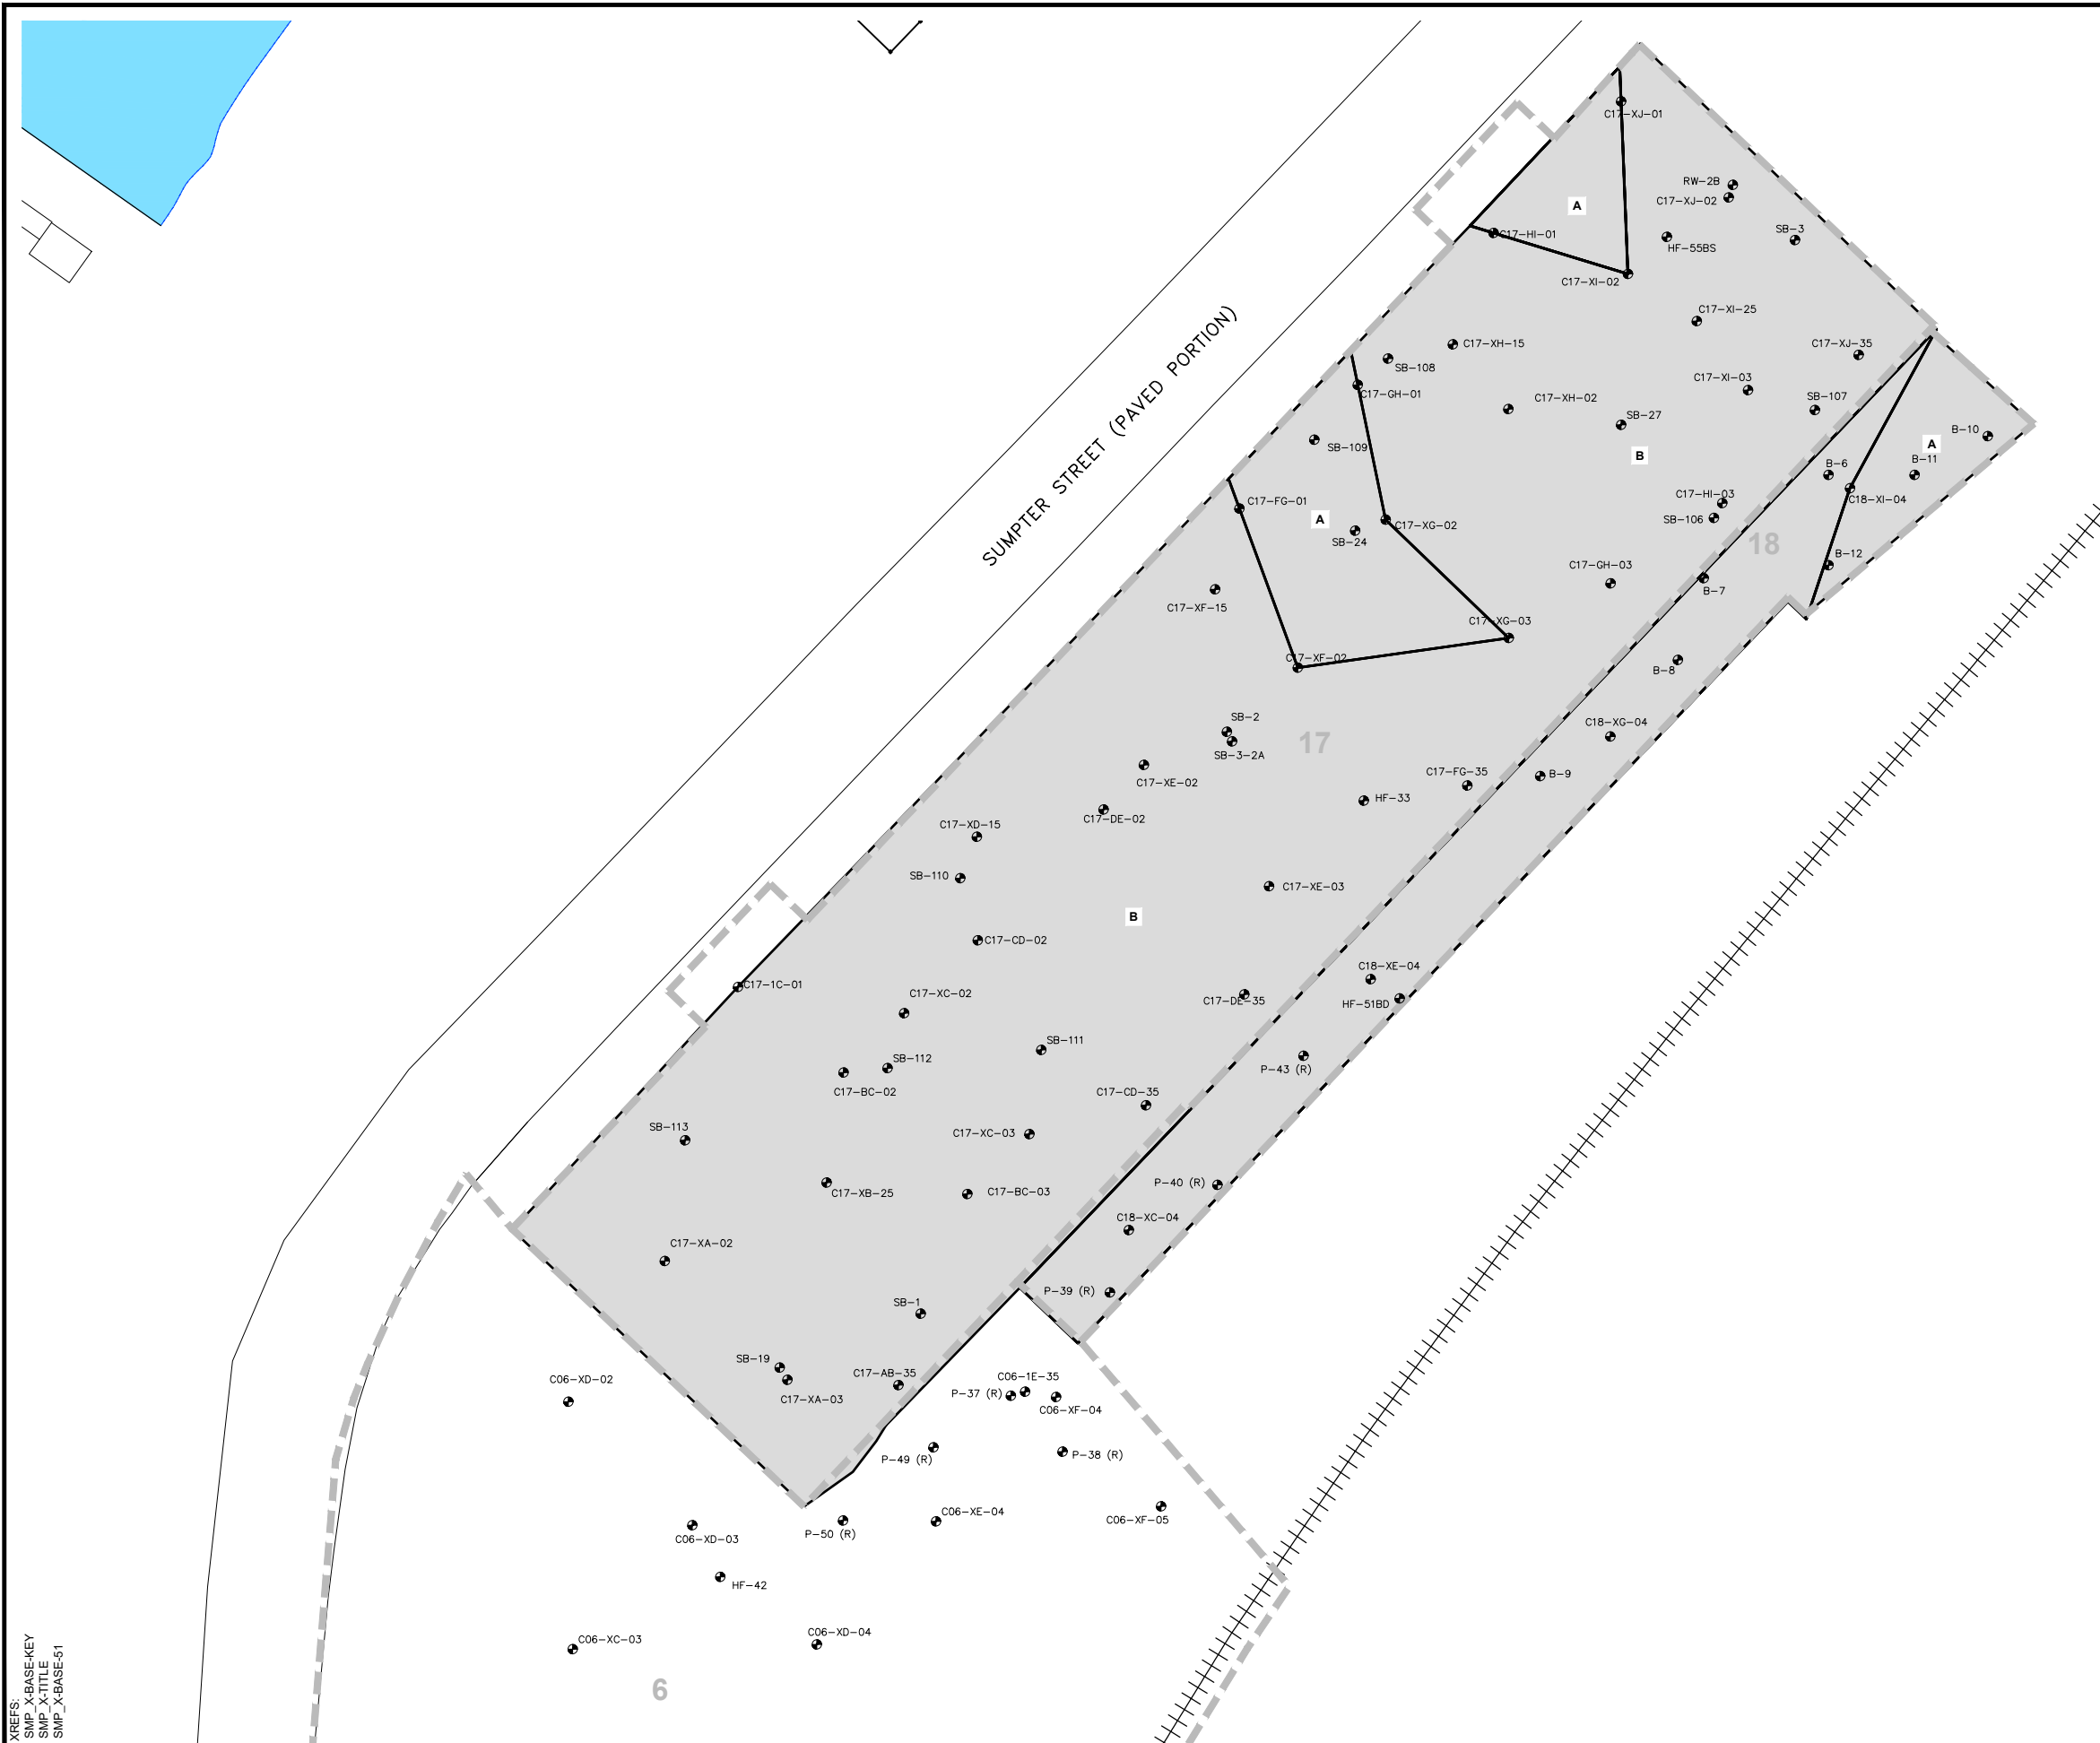 C17-XJ-01
RW-2B
C17-XJ-02
A
SB-3
C17-HI-01
HF-55BS
C17-XI-02
C17-XI-25
SUMPTER STREET (PAVED PORTION)
C17-XH-15
C17-XJ-35
SB-108
C17-XI-03
C17-GH-01
C17-XH-02
SB-107
SB-27
B-10
A
SB-109
B
B-11
B-6
C17-HI-03
C18-XI-04
C17-FG-01
A
C17-XG-02
SB-106
SB-24
18
B-12
C17-GH-03
B-7
C17-XF-15
C17-XG-03
C17-XF-02
B-8
SB-2
C18-XG-04
17
SB-3-2A
C17-XE-02
C17-FG-35
B-9
HF-33
C17-DE-02
C17-XD-15
SB-110
C17-XE-03
B
C17-CD-02
C18-XE-04
C17-1C-01
C17-XC-02
C17-DE-35
HF-51BD
SB-111
SB-112
P-43 (R)
C17-BC-02
C17-CD-35
SB-113
C17-XC-03
P-40 (R)
C17-XB-25
C17-BC-03
C18-XC-04
C17-XA-02
P-39 (R)
SB-1
SB-19
C17-AB-35
C06-1E-35
C06-XD-02
P-37 (R)
C17-XA-03
C06-XF-04
P-49 (R)
P-38 (R)
C06-XE-04
C06-XF-05
P-50 (R)
C06-XD-03
HF-42
C06-XD-04
C06-XC-03
6
XREFS:
SMP_X-BASE-KEY
SMP_X-TITLE
SMP_X-BASE-51